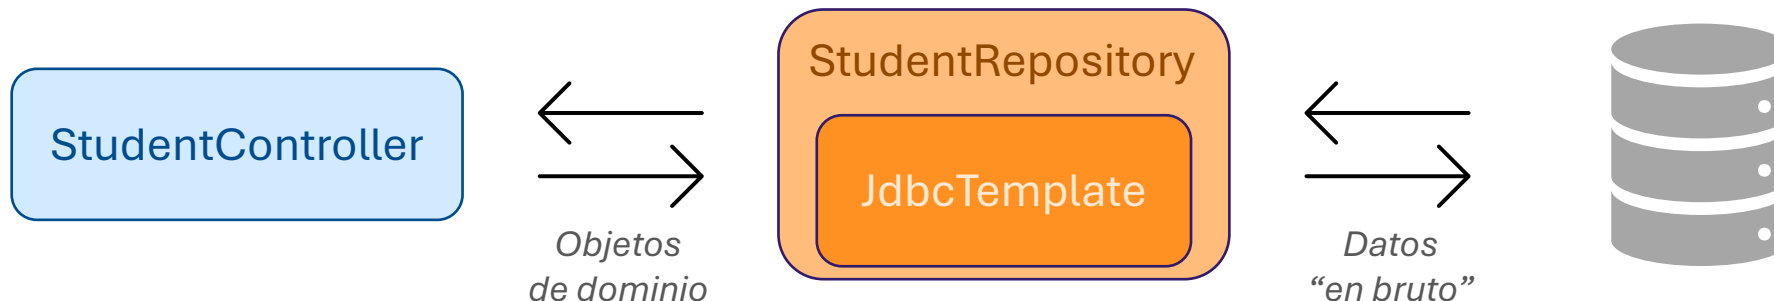 StudentController
Objetos
de dominio
StudentRepository
JdbcTemplate
Datos
“en bruto”